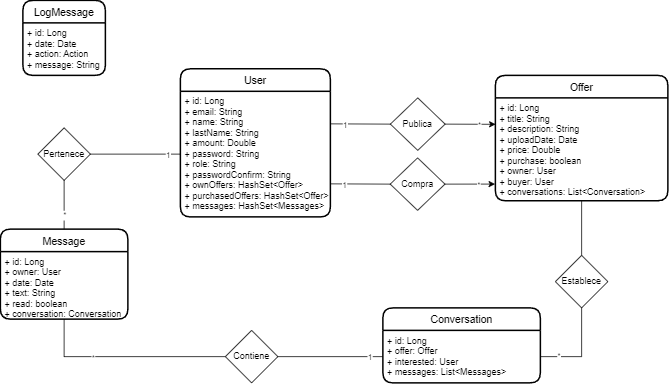 LogMessage
+ id: Long
+ date: Date
+ action: Action
+ message: String
User
+ id: Long
+ email: String
+ name: String
+ lastName: String
+ amount: Double
+ password: String
+ role: String
+ passwordConfirm: String
+ ownOffers: HashSet<Offer>
+ purchasedOffers: HashSet<Offer>
+ messages: HashSet<Messages>
Offer
+ id: Long
+ title: String
+ description: String
+ uploadDate: Date
+ price: Double
+ purchase: boolean
+ owner: User
+ buyer: User
+ conversations: List<Conversation>
1
Publica
*
1
Compra
*
Pertenece
1
*
Message
+ id: Long
+ owner: User
+ date: Date
+ text: String
+ read: boolean
+ conversation: Conversation
Establece
Conversation
+ id: Long
+ offer: Offer
+ interested: User
+ messages: List<Messages>
*
Contiene
1
*